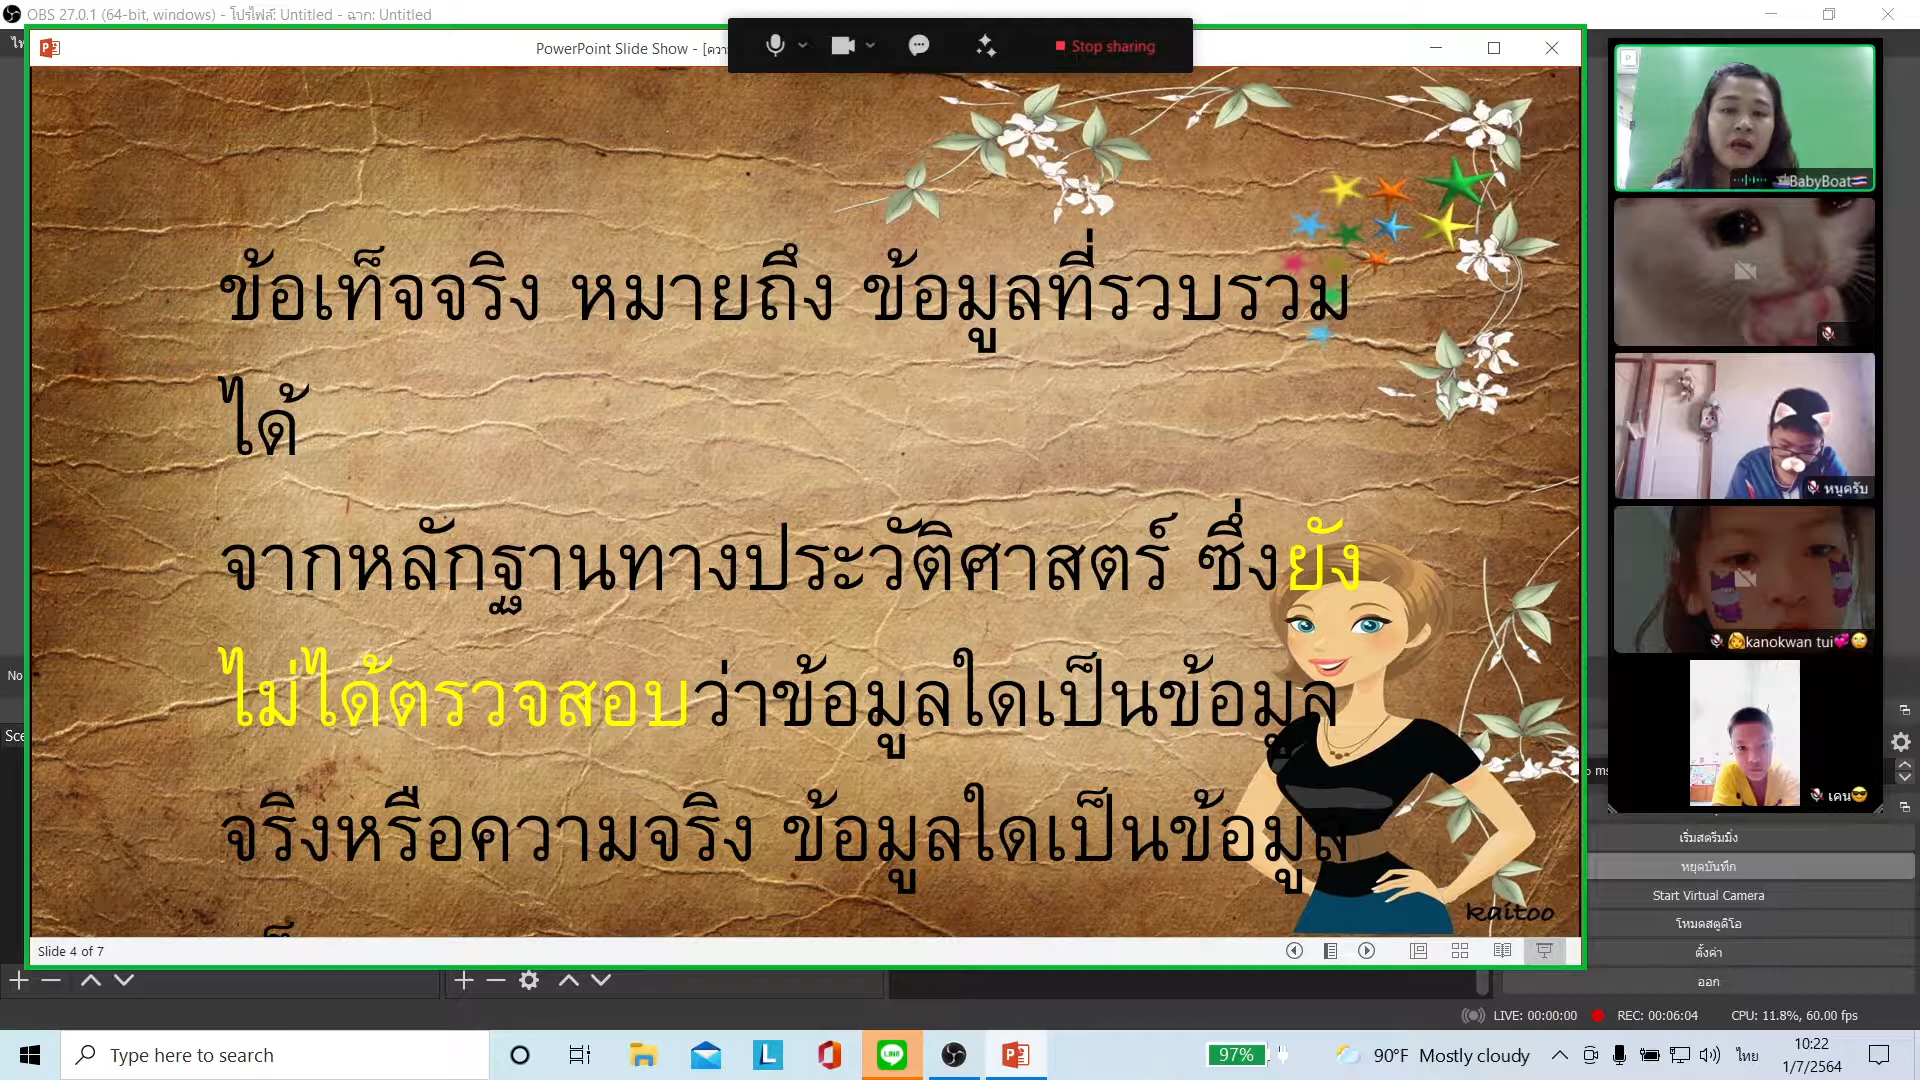 OBS 27.0.1 (64-bit, windows) - โปรไฟล์: Untitled - ฉาก: Untitled
PowerPoint Slide Show - [ควา
Stop sharing
BabyBoat
ข้อเท็จจริง หมายถึง ข้อมูลที่รวบรวม
ได้
จากหลักฐานทางประวัติศาสตร์ ซึ่งยัง
ไม่ได้ตรวจสอบว่าข้อมูลใดเป็นข้อมูล
จริงหรือความจริง ข้อมูลใดเป็นข้อมูล
kaitoo
หนูครับ
kanokwan tui💞🙄
เคน😎
No
Sce
ms
เริ่มสตรีมมิ่ง
หยุดบันทึก
Start Virtual Camera
โหมดสตูดิโอ
ตั้งค่า
ออก
Slide 4 of 7
LIVE: 00:00:00
REC: 00:06:04
CPU: 11.8%, 60.00 fps
Type here to search
L
LINE
97%
90°F Mostly cloudy
ไทย
10:22
1/7/2564